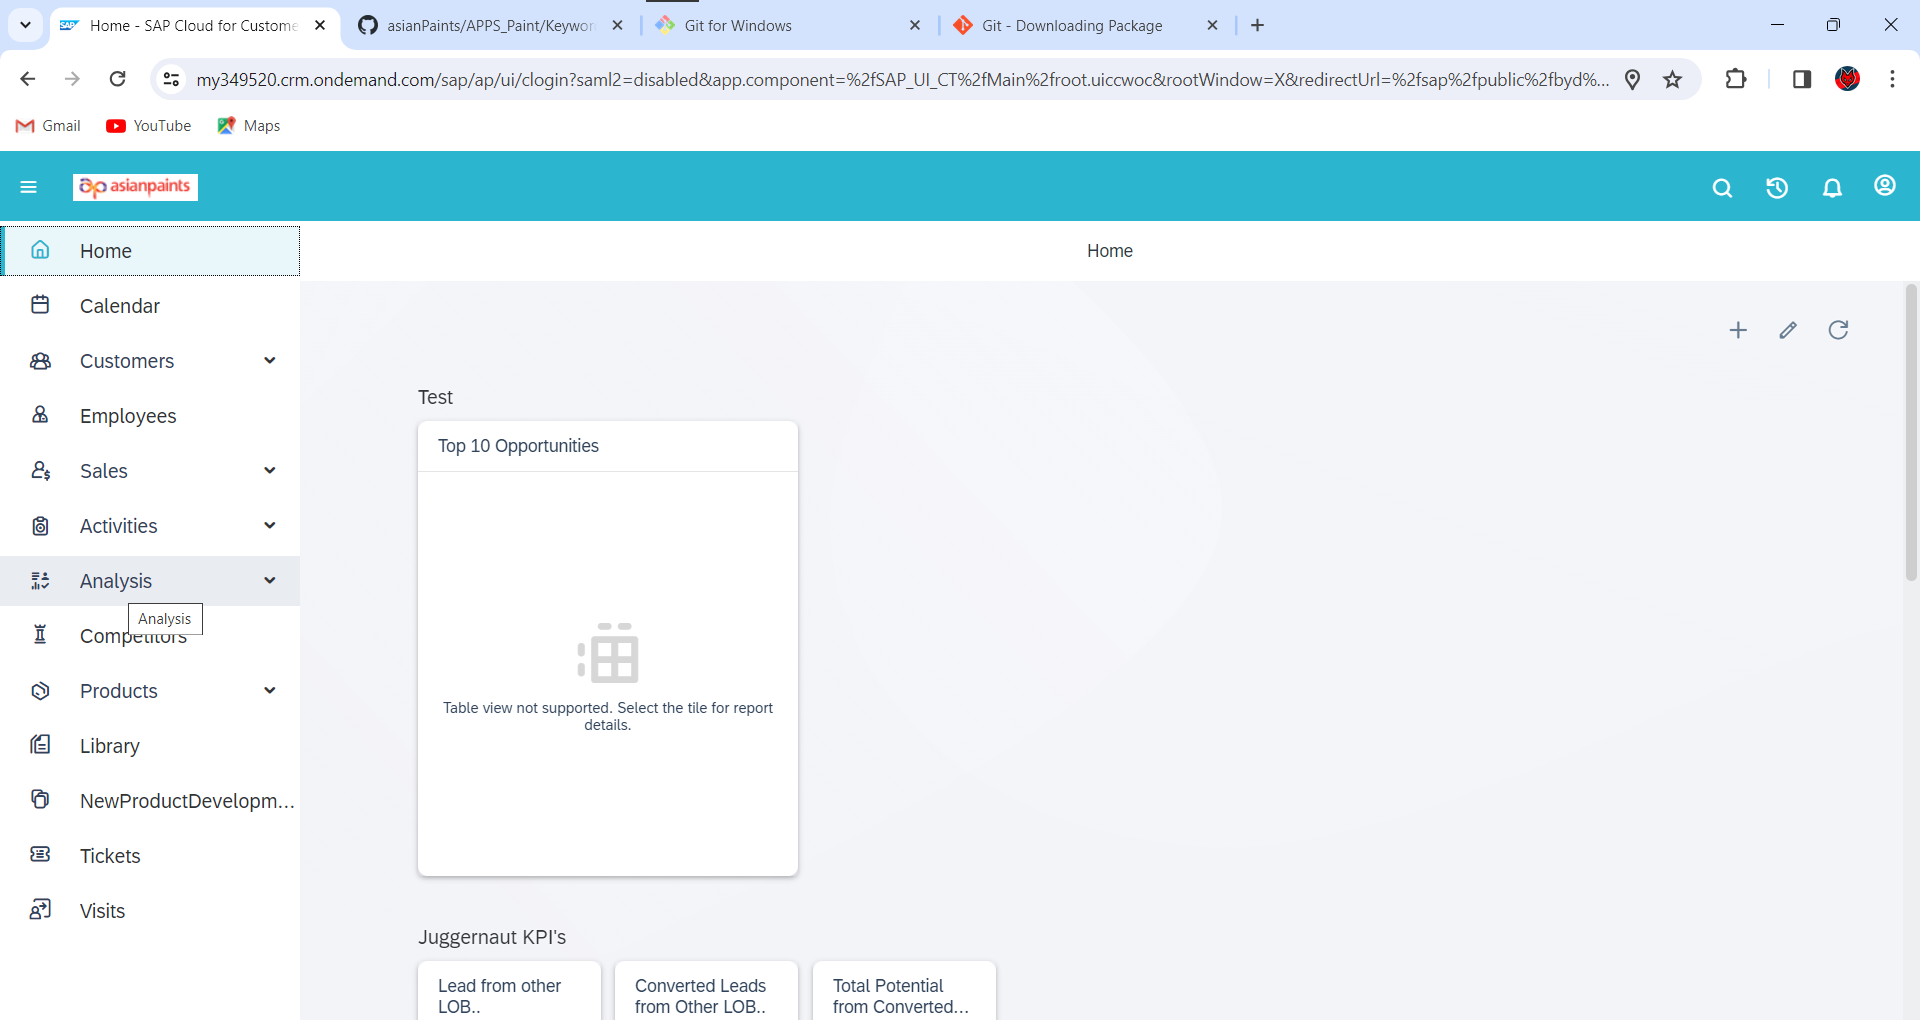 Home - SAP Cloud for Custome
asianPaints/APPS_Paint/Keywor
Git for Windows
Git - Downloading Package
my349520.crm.ondemand.com/sap/ap/ui/clogin?saml2=disabled&app.component=%2fSAP_UI_CT%2fMain%2froot.uiccwoc&rootWindow=X&redirectUrl=%2fsap%2fpublic%2fbyd%...
Gmail
YouTube
Maps
asianpaints
Home
Home
Calendar
Customers
Employees
Sales
Activities
Analysis
Analysis
Competitors
Products
Library
NewProductDevelopm...
Tickets
Visits
Test
Top 10 Opportunities
Table view not supported. Select the tile for report
details.
Juggernaut KPI's
Lead from other
LOB..
Converted Leads
from Other LOB..
Total Potential
from Converted...